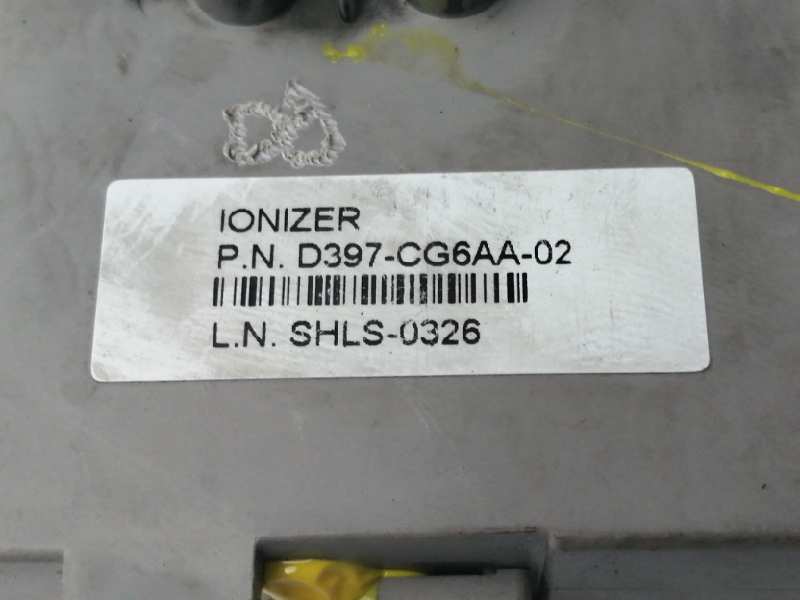 IONIZER
P.N. D397-CG6AA-02
L.N. SHLS-0326